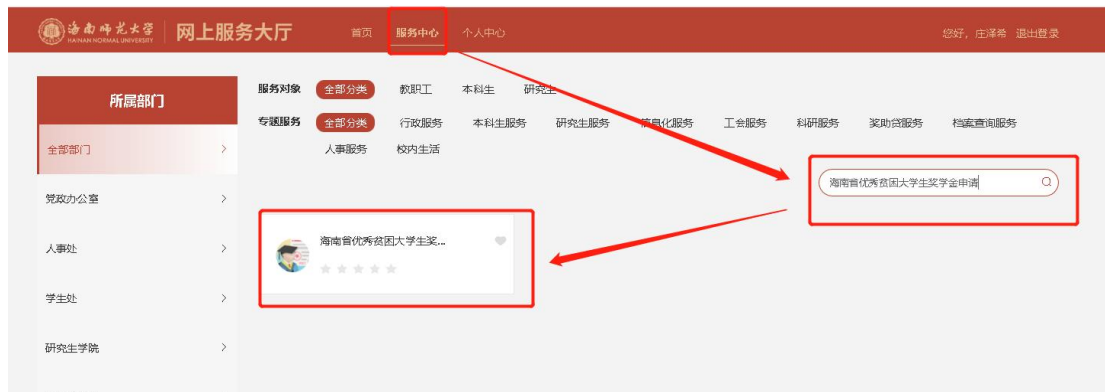 海南师范大学 网上服务大厅 首页 服务中心 个人中心 您好，庄泽希 退出登录
HAINAN NORMAL UNIVERSITY
所属部门
全部部门
党政办公室
人事处
学生处
研究生学院
服务对象 全部分类 教职工 本科生 研究生
专题服务 全部分类 行政服务 本科生服务 研究生服务 信息化服务 工会服务 科研服务 奖助贷服务 档案查询服务
人事服务 校内生活
海南省优秀贫困大学生奖学金申请
海南省优秀贫困大学生奖...